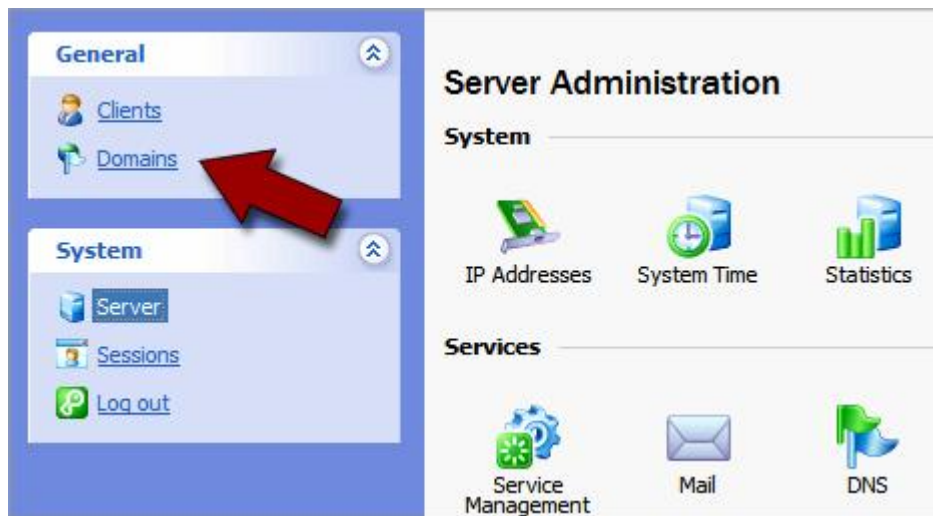 General
Clients
Domains
System
Server
Sessions
Log out
Server Administration
System
IP Addresses
System Time
Statistics
Services
Service
Management
Mail
DNS